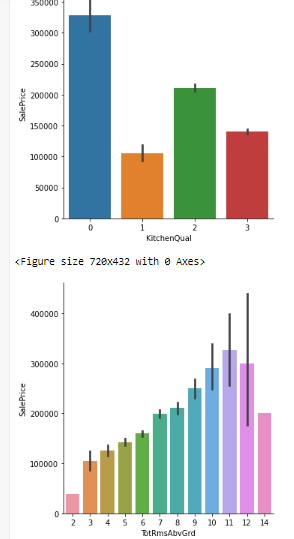 350000
300000
250000
200000
150000
100000
50000
0
SalePrice
0 1 2 3
KitchenQual
<Figure size 720x432 with 0 Axes>
400000
300000
200000
100000
0
SalePrice
2 3 4 5 6 7 8 9 10 11 12 14
TotRmsAbvGrd